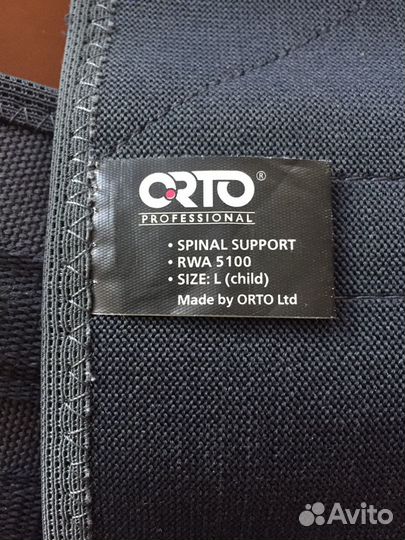 ORTO®
PROFESSIONAL
• SPINAL SUPPORT
• RWA 5100
• SIZE: L (child)
Made by ORTO Ltd
Avito